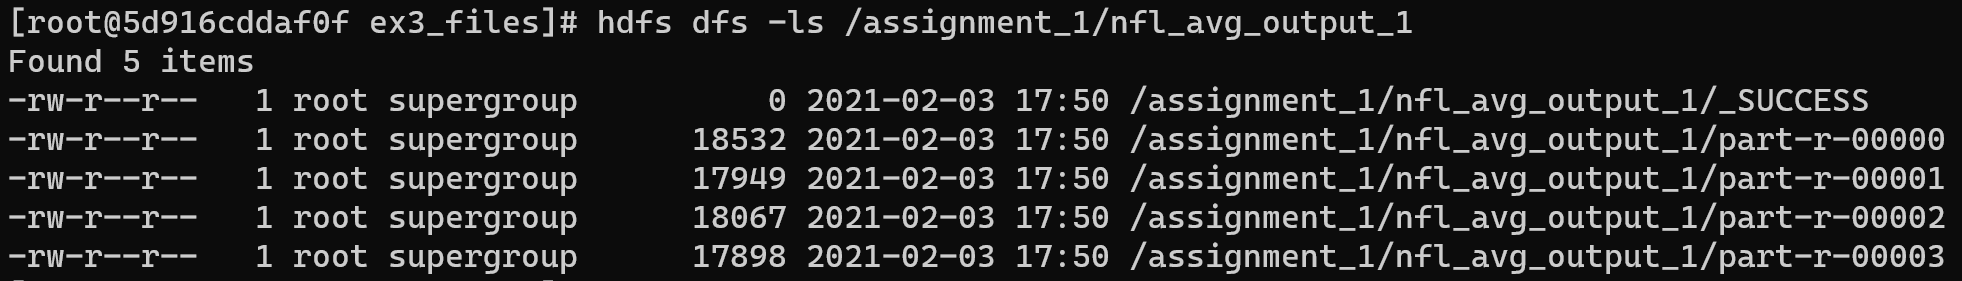 [root@5d916cddaf0f ex3_files]# hdfs dfs -ls /assignment_1/nfl_avg_output_1
Found 5 items
-rw-r--r--   1 root supergroup          0 2021-02-03 17:50 /assignment_1/nfl_avg_output_1/_SUCCESS
-rw-r--r--   1 root supergroup      18532 2021-02-03 17:50 /assignment_1/nfl_avg_output_1/part-r-00000
-rw-r--r--   1 root supergroup      17949 2021-02-03 17:50 /assignment_1/nfl_avg_output_1/part-r-00001
-rw-r--r--   1 root supergroup      18067 2021-02-03 17:50 /assignment_1/nfl_avg_output_1/part-r-00002
-rw-r--r--   1 root supergroup      17898 2021-02-03 17:50 /assignment_1/nfl_avg_output_1/part-r-00003